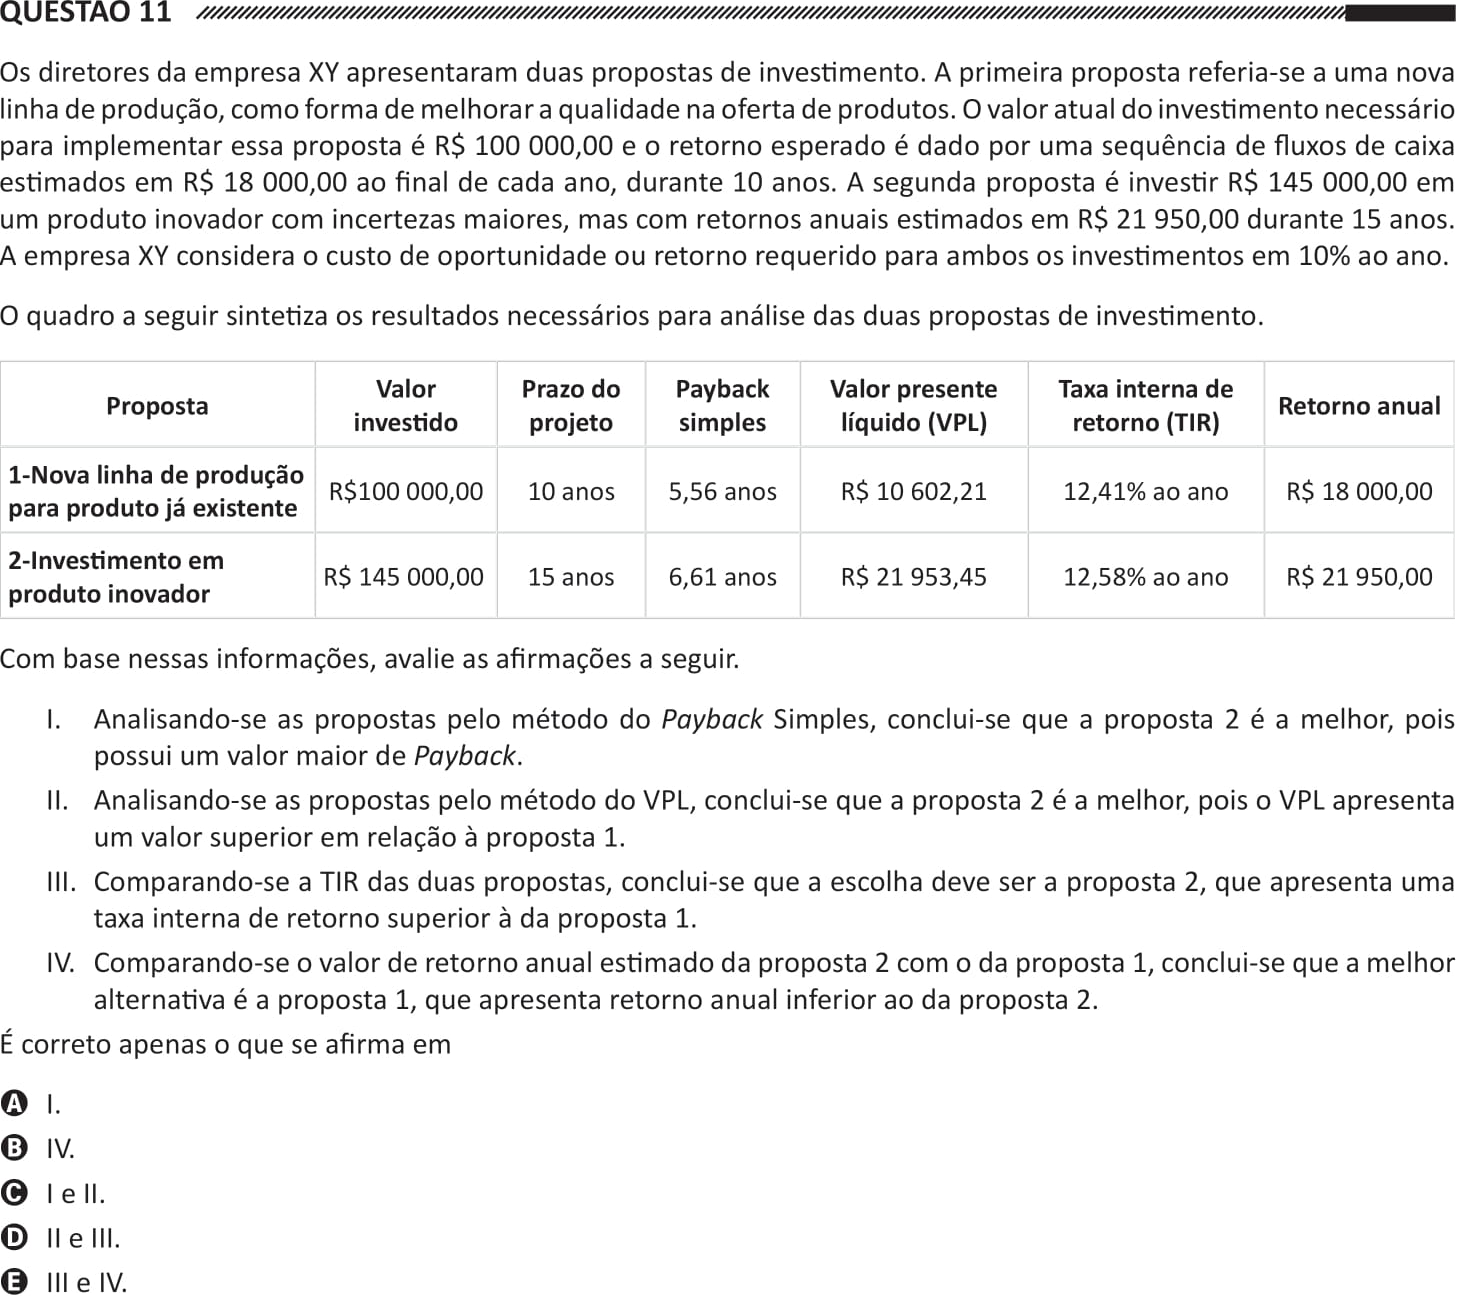 QUESTÃO 11
Os diretores da empresa XY apresentaram duas propostas de investimento. A primeira proposta referia-se a uma nova
linha de produção, como forma de melhorar a qualidade na oferta de produtos. O valor atual do investimento necessário
para implementar essa proposta é R$ 100 000,00 e o retorno esperado é dado por uma sequência de fluxos de caixa
estimados em R$ 18 000,00 ao final de cada ano, durante 10 anos. A segunda proposta é investir R$ 145 000,00 em
um produto inovador com incertezas maiores, mas com retornos anuais estimados em R$ 21 950,00 durante 15 anos.
A empresa XY considera o custo de oportunidade ou retorno requerido para ambos os investimentos em 10% ao ano.
O quadro a seguir sintetiza os resultados necessários para análise das duas propostas de investimento.
Proposta Valor investido Prazo do projeto Payback simples Valor presente líquido (VPL) Taxa interna de retorno (TIR) Retorno anual
1-Nova linha de produção para produto já existente R$100 000,00 10 anos 5,56 anos R$ 10 602,21 12,41% ao ano R$ 18 000,00
2-Investimento em produto inovador R$ 145 000,00 15 anos 6,61 anos R$ 21 953,45 12,58% ao ano R$ 21 950,00
Com base nessas informações, avalie as afirmações a seguir.
I. Analisando-se as propostas pelo método do Payback Simples, conclui-se que a proposta 2 é a melhor, pois
possui um valor maior de Payback.
II. Analisando-se as propostas pelo método do VPL, conclui-se que a proposta 2 é a melhor, pois o VPL apresenta
um valor superior em relação à proposta 1.
III. Comparando-se a TIR das duas propostas, conclui-se que a escolha deve ser a proposta 2, que apresenta uma
taxa interna de retorno superior à da proposta 1.
IV. Comparando-se o valor de retorno anual estimado da proposta 2 com o da proposta 1, conclui-se que a melhor
alternativa é a proposta 1, que apresenta retorno anual inferior ao da proposta 2.
É correto apenas o que se afirma em
A I.
B IV.
C I e II.
D II e III.
E III e IV.